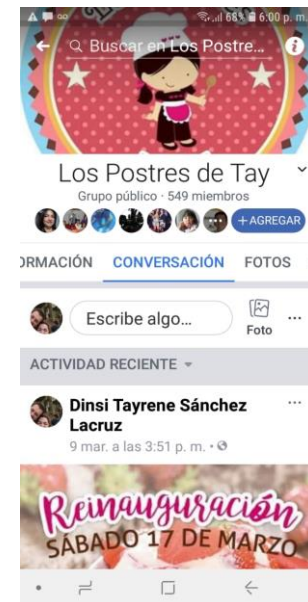 68% 6:00 p. m.
Buscar en Los Postre...
Los Postres de Tay
Grupo público · 549 miembros
+ AGREGAR
ORMACIÓN CONVERSACIÓN FOTOS
Escribe algo...
Foto
ACTIVIDAD RECIENTE
Dinsi Tayrene Sánchez
Lacruz
9 mar. a las 3:51 p. m. •
Reinauguración
SÁBADO 17 DE MARZO